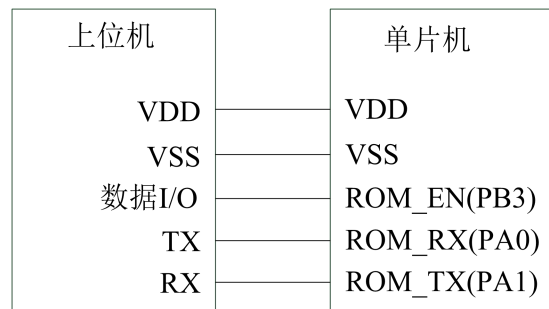 上位机 单片机
VDD VDD
VSS VSS
数据I/O ROM_EN(PB3)
TX ROM_RX(PA0)
RX ROM_TX(PA1)